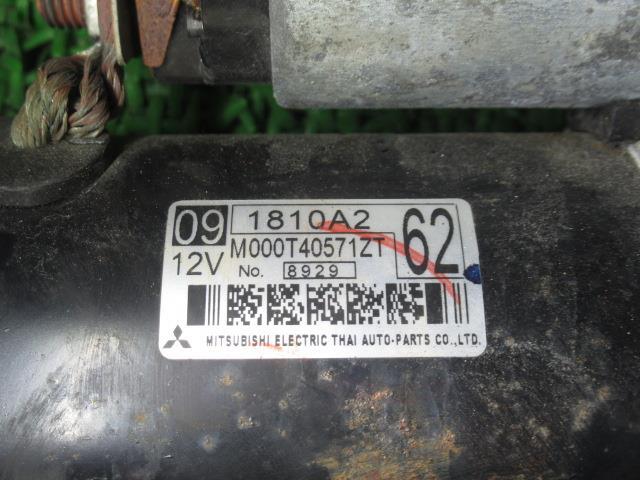 09 1810A2 62
12V M000T40571ZT
No. 8929
MITSUBISHI ELECTRIC THAI AUTO-PARTS CO.,LTD.